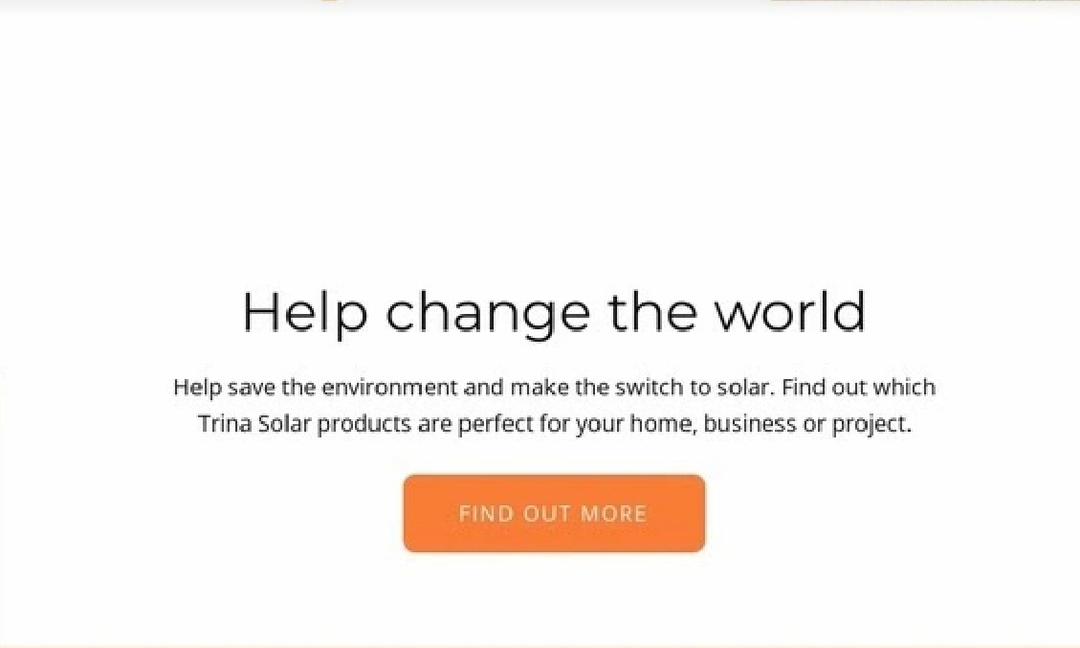 Help change the world
Help save the environment and make the switch to solar. Find out which
Trina Solar products are perfect for your home, business or project.
FIND OUT MORE